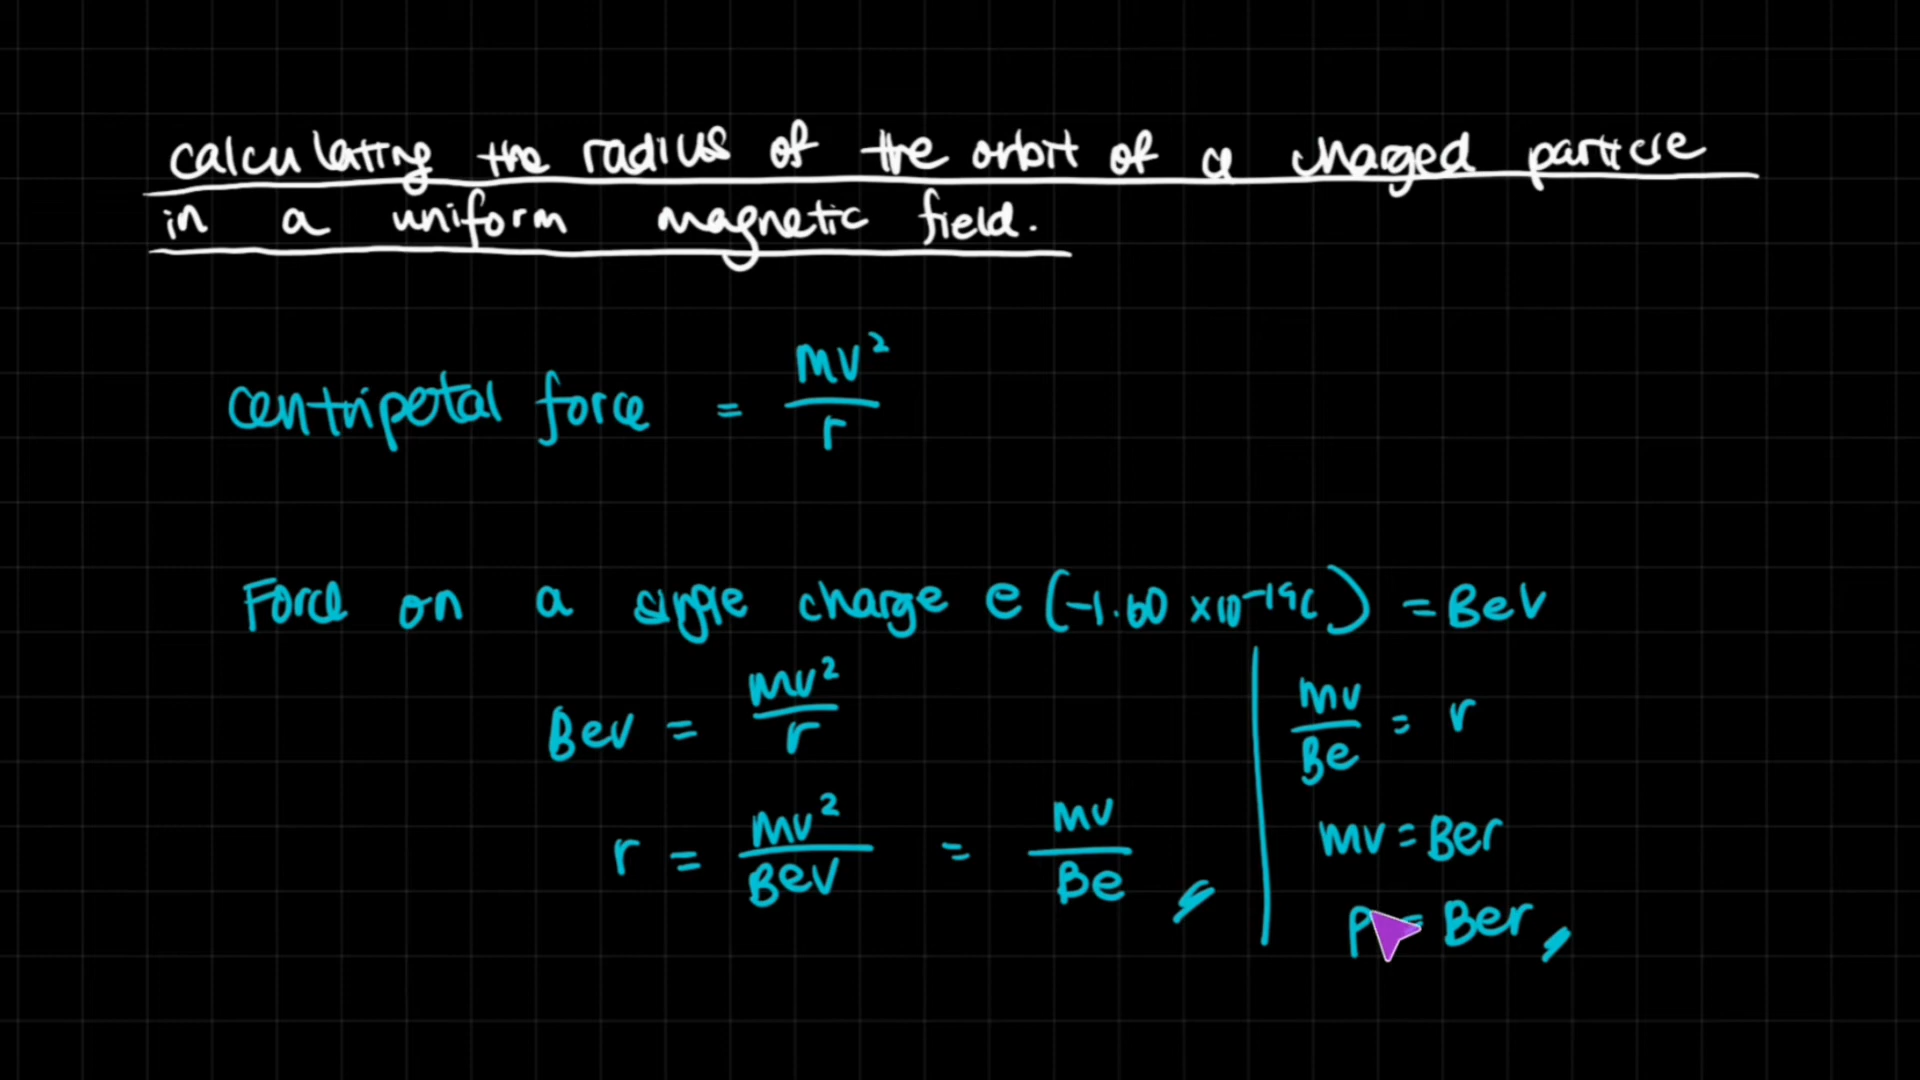 calculating the radius of the orbit of a charged particle
in a uniform magnetic field.
centripetal force = mv²/r
Force on a single charge e (-1.60 x10⁻¹⁹C) = BeV
Bev = mv²/r
r = mv²/BeV = mv/Be
mv/Be = r
mv = Ber
p = Ber